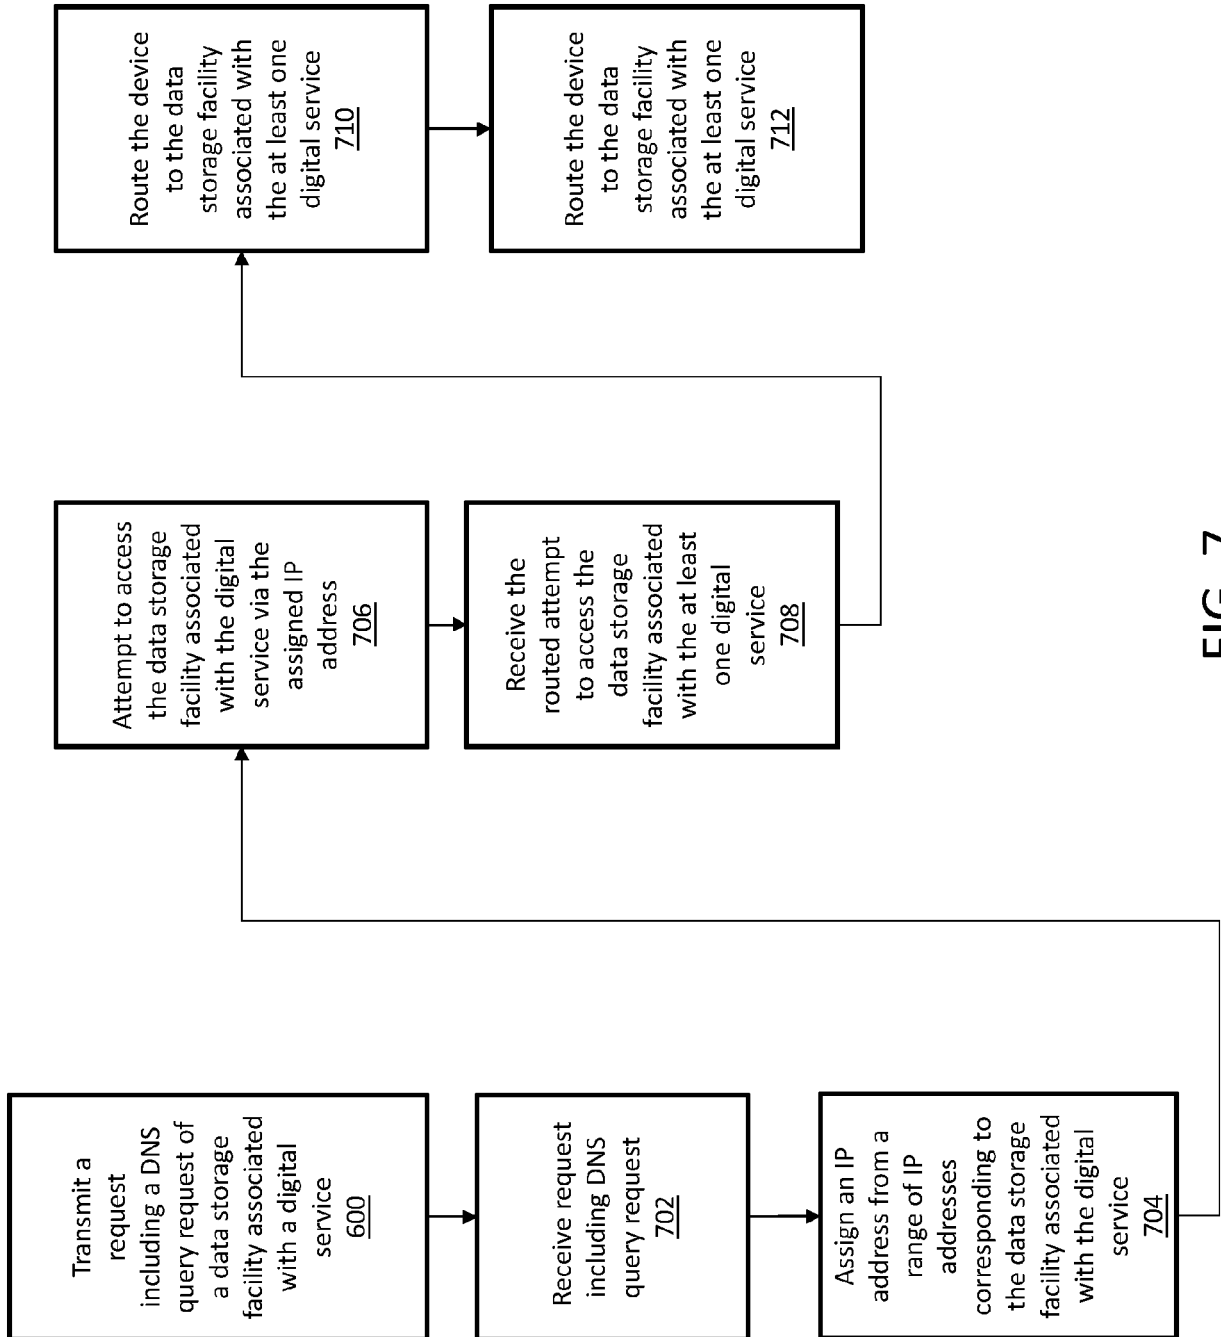 Transmit a
request
including a DNS
query request of
a data storage
facility associated
with a digital
service
600
Receive request
including DNS
query request
702
Assign an IP
address from a
range of IP
addresses
corresponding to
the data storage
facility associated
with the digital
service
704
Attempt to access
the data storage
facility associated
with the digital
service via the
assigned IP
address
706
Receive the
routed attempt
to access the
data storage
facility associated
with the at least
one digital
service
708
Route the device
to the data
storage facility
associated with
the at least one
digital service
710
Route the device
to the data
storage facility
associated with
the at least one
digital service
712
FIG. 7